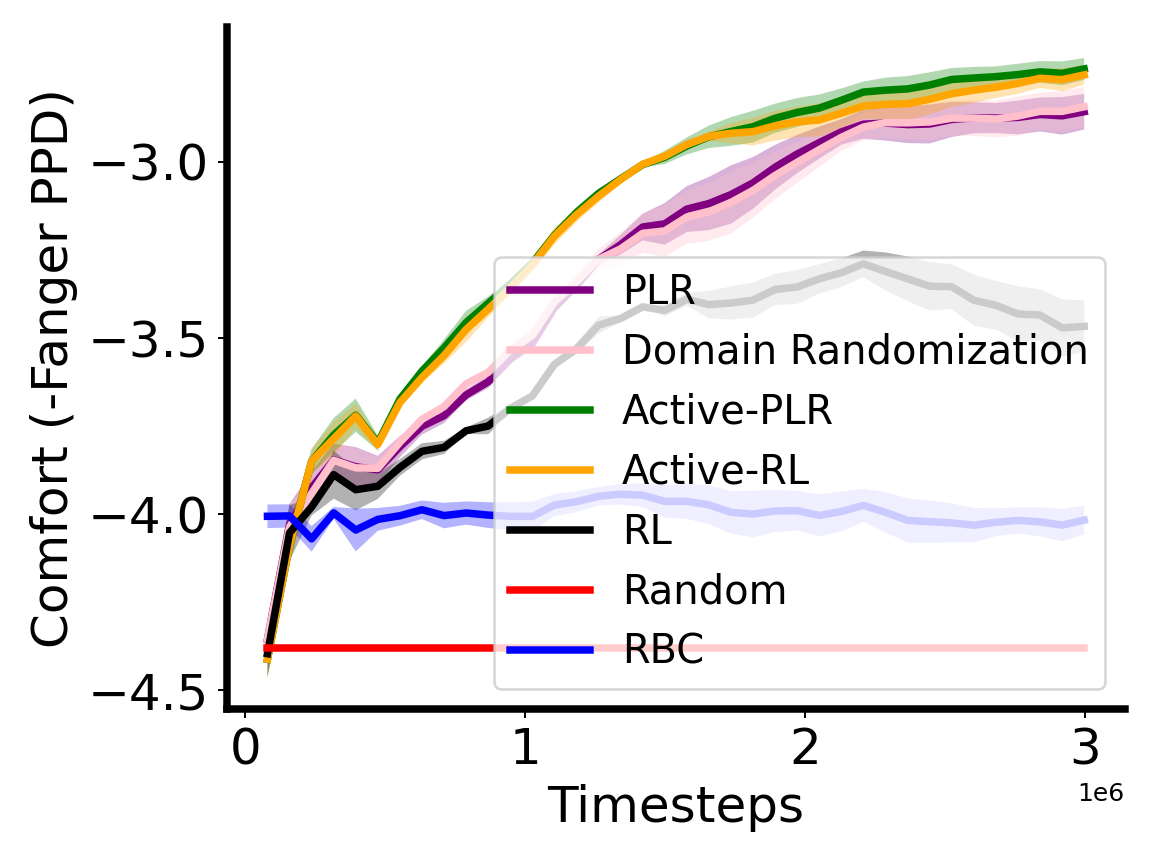 Comfort (-Fanger PPD)
−3.0
−3.5
−4.0
−4.5
PLR
Domain Randomization
Active-PLR
Active-RL
RL
Random
RBC
0 1 2 3
1e6
Timesteps